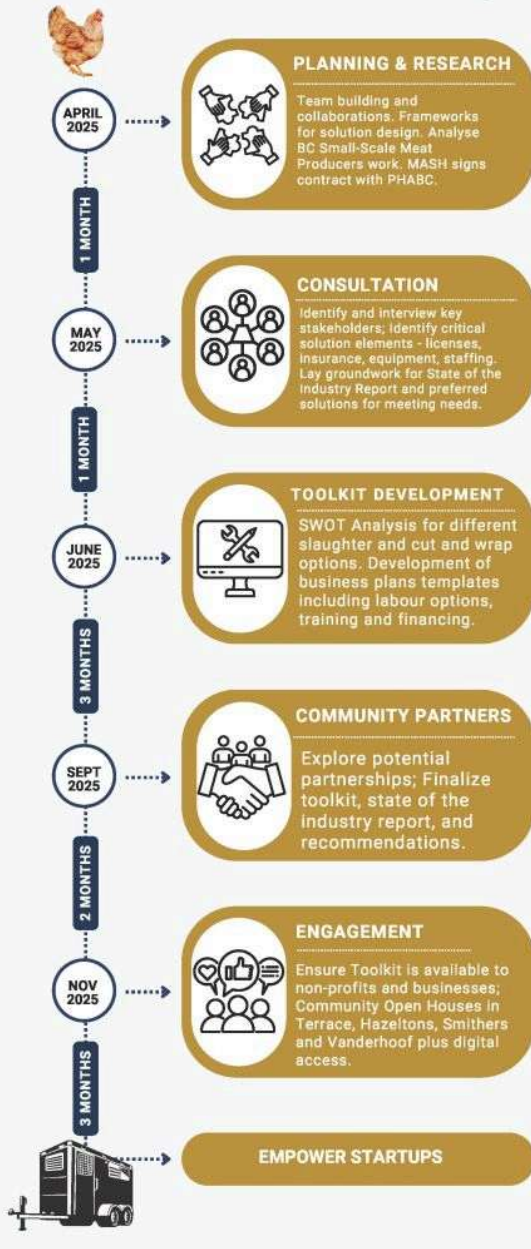 APRIL
2025
PLANNING & RESEARCH
Team building and
collaborations. Frameworks
for solution design. Analyse
BC Small-Scale Meat
Producers work. MASH signs
contract with PHABC.
1 MONTH
MAY
2025
CONSULTATION
Identify and interview key
stakeholders; Identify critical
solution elements - licenses,
insurance, equipment, staffing.
Lay groundwork for State of the
Industry Report and preferred
solutions for meeting needs.
1 MONTH
JUNE
2025
TOOLKIT DEVELOPMENT
SWOT Analysis for different
slaughter and cut and wrap
options. Development of
business plans templates
including labour options,
training and financing.
3 MONTHS
SEPT
2025
COMMUNITY PARTNERS
Explore potential
partnerships; Finalize
toolkit, state of the
industry report, and
recommendations.
2 MONTHS
NOV
2025
ENGAGEMENT
Ensure Toolkit is available to
non-profits and businesses;
Community Open Houses in
Terrace, Hazeltons, Smithers
and Vanderhoof plus digital
access.
3 MONTHS
EMPOWER STARTUPS